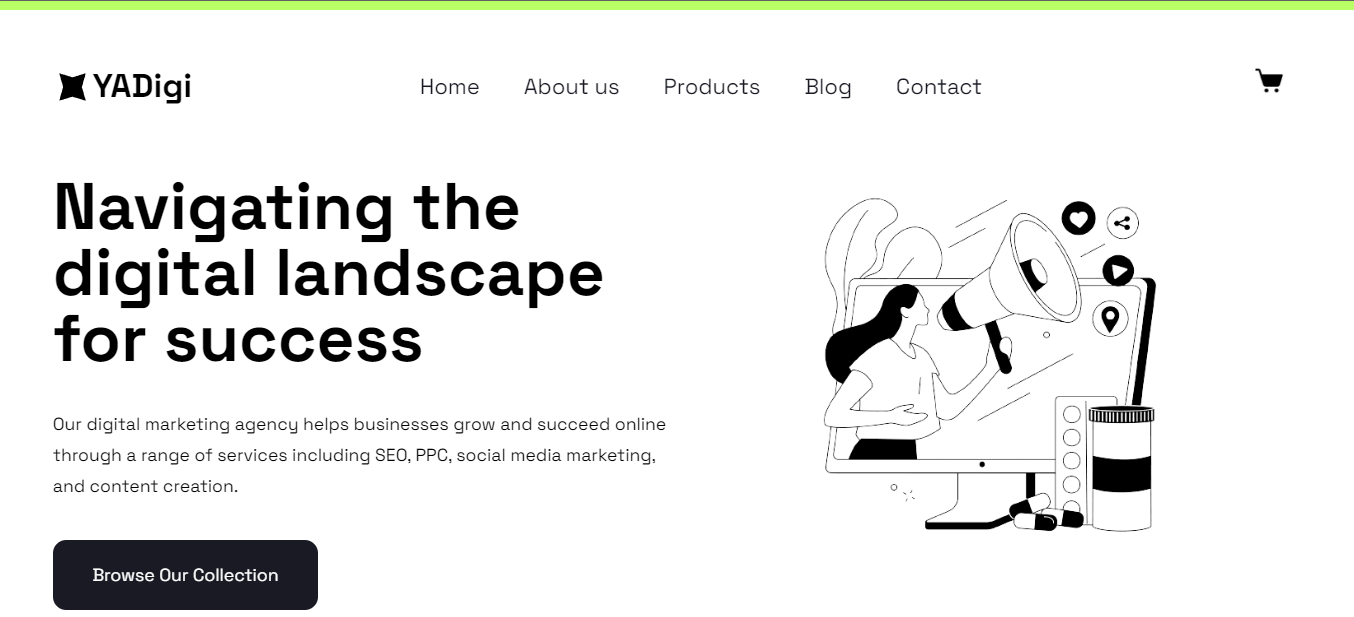 YADigi
Home About us Products Blog Contact
Navigating the
digital landscape
for success
Our digital marketing agency helps businesses grow and succeed online
through a range of services including SEO, PPC, social media marketing,
and content creation.
Browse Our Collection